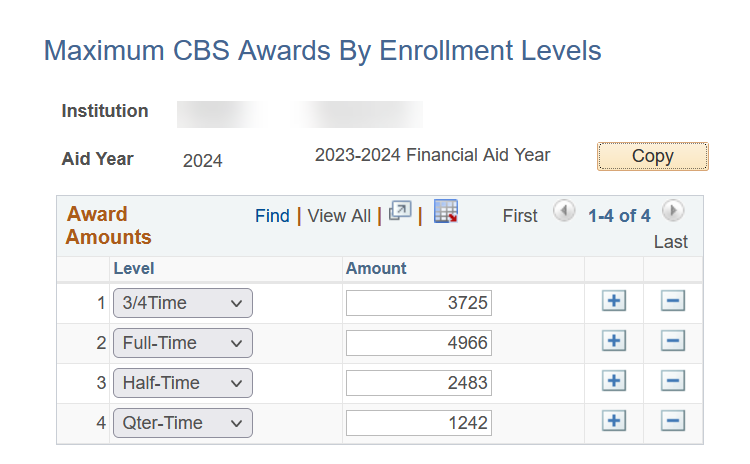 Maximum CBS Awards By Enrollment Levels
Institution
Aid Year 2024 2023-2024 Financial Aid Year Copy
Award Amounts Find | View All | | First 1-4 of 4 Last
Level Amount
1 3/4Time 3725
2 Full-Time 4966
3 Half-Time 2483
4 Qter-Time 1242